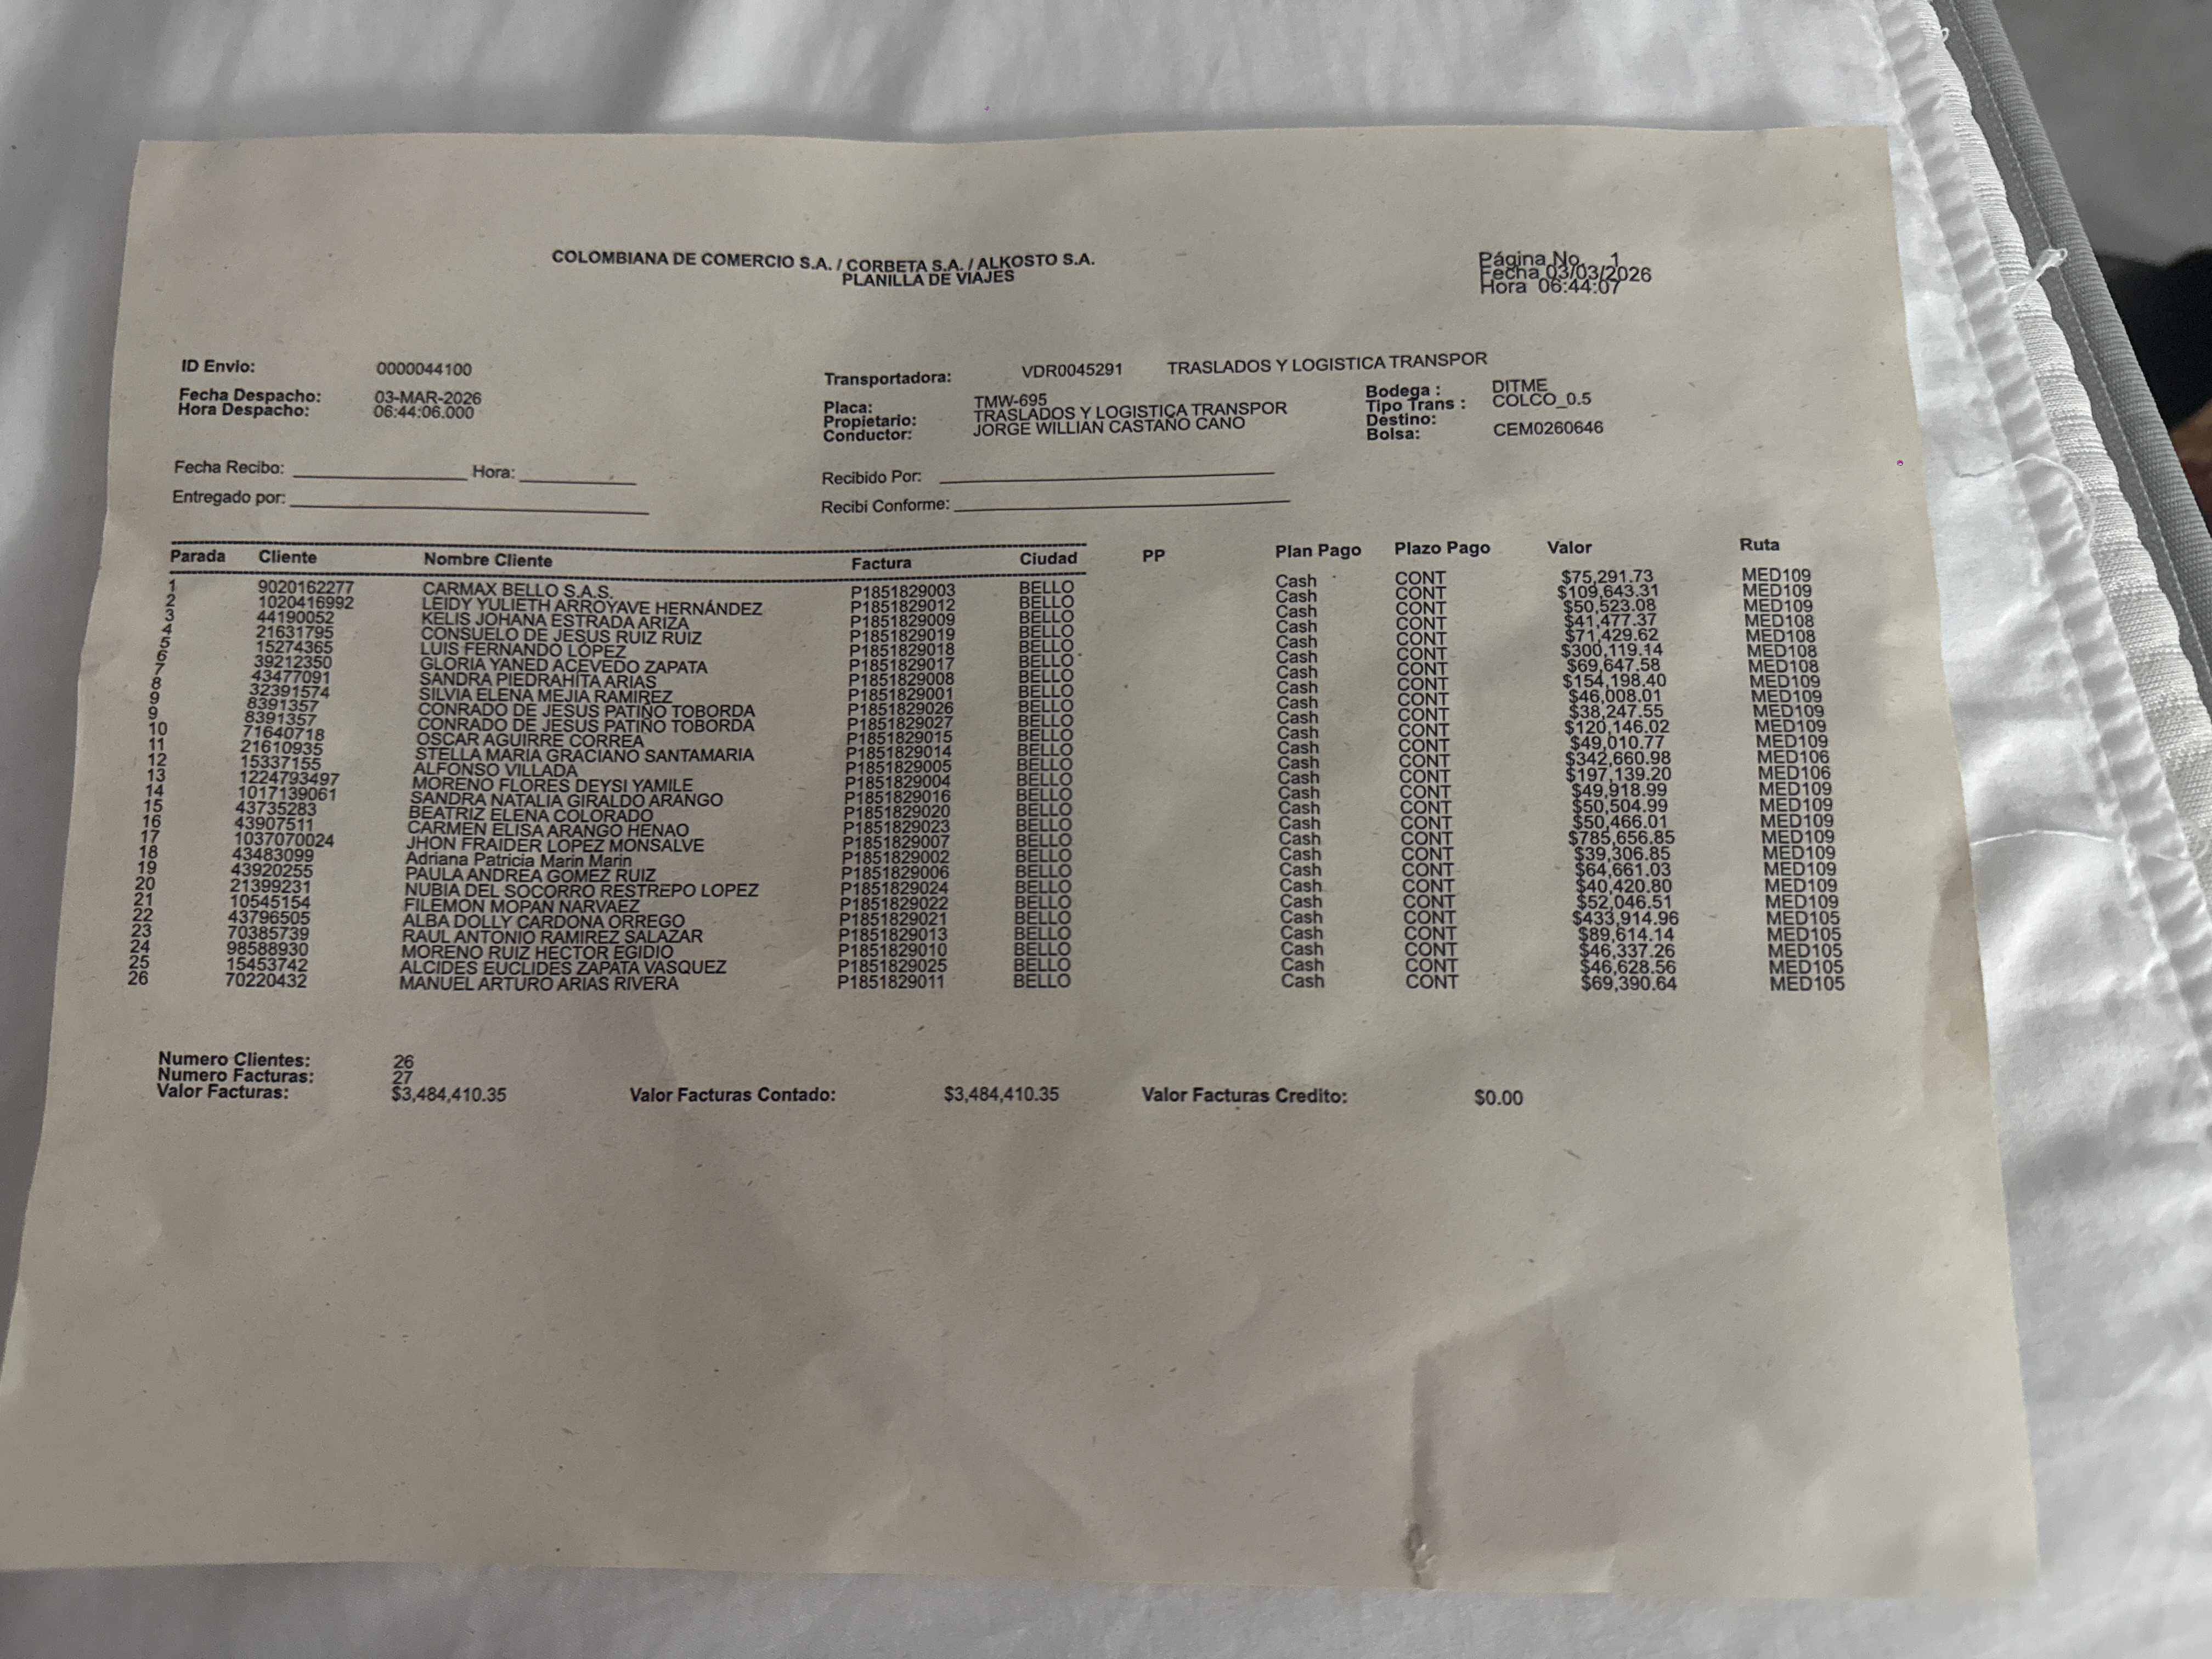 COLOMBIANA DE COMERCIO S.A. / CORBETA S.A. / ALKOSTO S.A.
PLANILLA DE VIAJES
Página No. 1
Fecha 03/03/2026
Hora 06:44:07
ID Envio: 0000044100
Fecha Despacho: 03-MAR-2026
Hora Despacho: 06:44:06.000
Transportadora: VDR0045291 TRASLADOS Y LOGISTICA TRANSPOR
Placa: TMW-695
Propietario: TRASLADOS Y LOGISTICA TRANSPOR
Conductor: JORGE WILLIAN CASTAÑO CANO
Bodega : DITME
Tipo Trans : COLCO_0.5
Destino:
Bolsa: CEM0260646
Fecha Recibo: Hora:
Entregado por:
Recibido Por:
Recibi Conforme:
Parada Cliente Nombre Cliente Factura Ciudad PP Plan Pago Plazo Pago Valor Ruta
1 9020162277 CARMAX BELLO S.A.S. P1851829003 BELLO Cash CONT $75,291.73 MED109
2 1020416992 LEIDY YULIETH ARROYAVE HERNÁNDEZ P1851829012 BELLO Cash CONT $109,643.31 MED109
3 44190052 KELIS JOHANA ESTRADA ARIZA P1851829009 BELLO Cash CONT $50,523.08 MED109
4 21631795 CONSUELO DE JESUS RUIZ RUIZ P1851829019 BELLO Cash CONT $41,477.37 MED108
5 15274365 LUIS FERNANDO LÓPEZ P1851829018 BELLO Cash CONT $71,429.62 MED108
6 39212350 GLORIA YANED ACEVEDO ZAPATA P1851829017 BELLO Cash CONT $300,119.14 MED108
7 43477091 SANDRA PIEDRAHITA ARIAS P1851829008 BELLO Cash CONT $69,647.58 MED108
8 32391574 SILVIA ELENA MEJIA RAMIREZ P1851829001 BELLO Cash CONT $154,198.40 MED109
9 8391357 CONRADO DE JESUS PATIÑO TOBORDA P1851829026 BELLO Cash CONT $46,008.01 MED109
9 8391357 CONRADO DE JESUS PATIÑO TOBORDA P1851829027 BELLO Cash CONT $38,247.55 MED109
10 71640718 OSCAR AGUIRRE CORREA P1851829015 BELLO Cash CONT $120,146.02 MED109
11 21610935 STELLA MARIA GRACIANO SANTAMARIA P1851829014 BELLO Cash CONT $49,010.77 MED109
12 15337155 ALFONSO VILLADA P1851829005 BELLO Cash CONT $342,660.98 MED106
13 1224793497 MORENO FLORES DEYSI YAMILE P1851829004 BELLO Cash CONT $197,139.20 MED106
14 1017139061 SANDRA NATALIA GIRALDO ARANGO P1851829016 BELLO Cash CONT $49,918.99 MED109
15 43735283 BEATRIZ ELENA COLORADO P1851829020 BELLO Cash CONT $50,504.99 MED109
16 43907511 CARMEN ELISA ARANGO HENAO P1851829023 BELLO Cash CONT $50,466.01 MED109
17 1037070024 JHON FRAIDER LOPEZ MONSALVE P1851829007 BELLO Cash CONT $785,656.85 MED109
18 43483099 Adriana Patricia Marin Marin P1851829002 BELLO Cash CONT $39,306.85 MED109
19 43920255 PAULA ANDREA GOMEZ RUIZ P1851829006 BELLO Cash CONT $64,661.03 MED109
20 21399231 NUBIA DEL SOCORRO RESTREPO LOPEZ P1851829024 BELLO Cash CONT $40,420.80 MED109
21 10545154 FILEMON MOPAN NARVAEZ P1851829022 BELLO Cash CONT $52,046.51 MED109
22 43796505 ALBA DOLLY CARDONA ORREGO P1851829021 BELLO Cash CONT $433,914.96 MED105
23 70385739 RAUL ANTONIO RAMIREZ SALAZAR P1851829013 BELLO Cash CONT $89,614.14 MED105
24 98588930 MORENO RUIZ HECTOR EGIDIO P1851829010 BELLO Cash CONT $46,337.26 MED105
25 15453742 ALCIDES EUCLIDES ZAPATA VASQUEZ P1851829025 BELLO Cash CONT $46,628.56 MED105
26 70220432 MANUEL ARTURO ARIAS RIVERA P1851829011 BELLO Cash CONT $69,390.64 MED105
Numero Clientes: 26
Numero Facturas: 27
Valor Facturas: $3,484,410.35 Valor Facturas Contado: $3,484,410.35 Valor Facturas Credito: $0.00